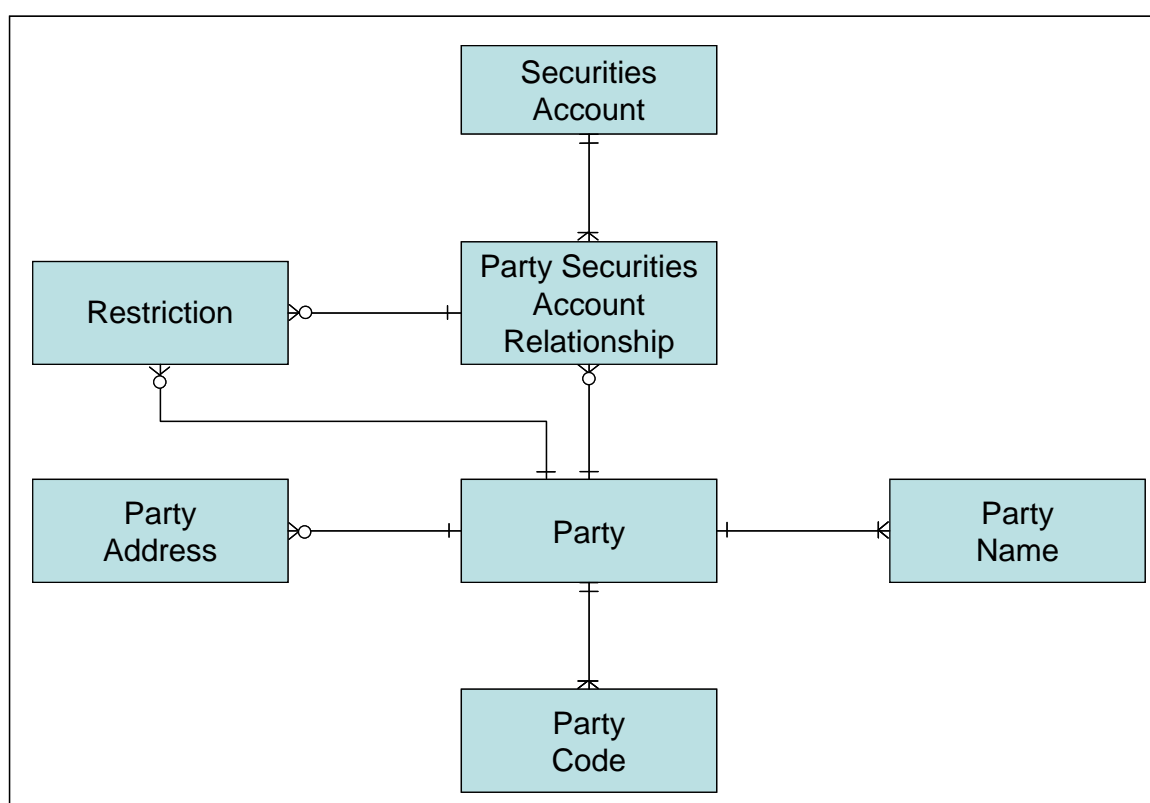 Securities
Account
Party Securities
Account
Relationship
Restriction
Party
Address
Party
Party
Name
Party
Code